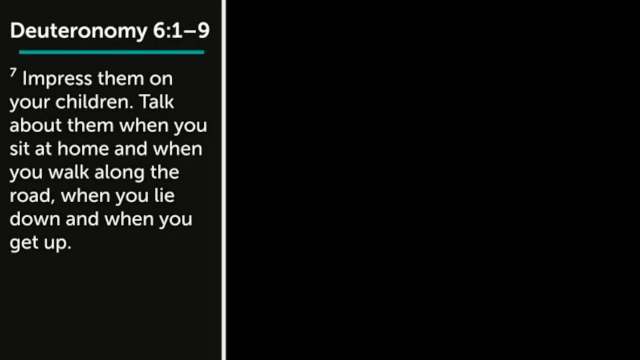 Deuteronomy 6:1–9
7 Impress them on
your children. Talk
about them when you
sit at home and when
you walk along the
road, when you lie
down and when you
get up.